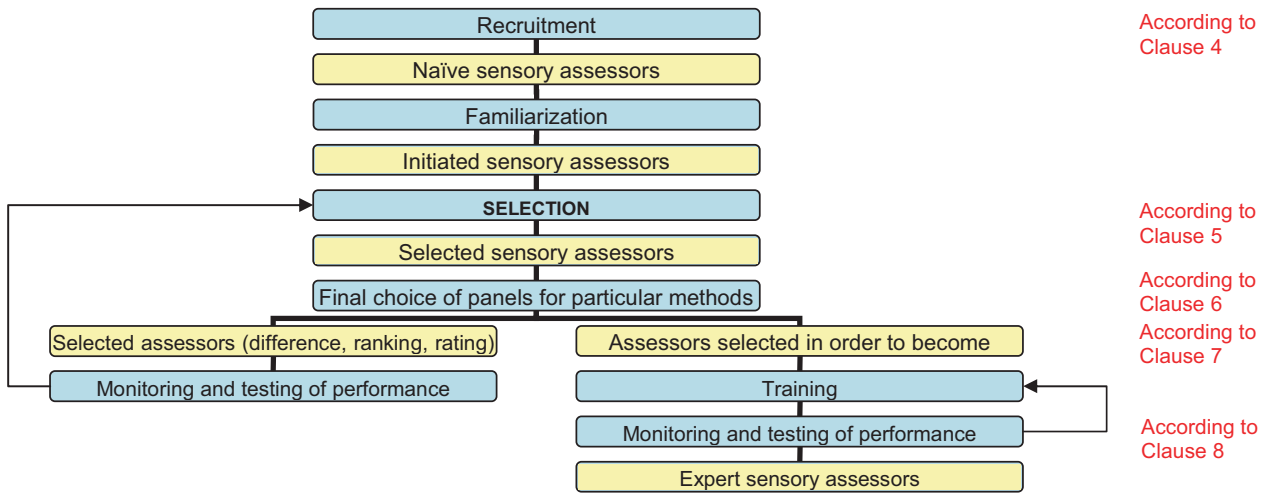 Recruitment
According to
Clause 4
Naïve sensory assessors
Familiarization
Initiated sensory assessors
SELECTION
According to
Clause 5
Selected sensory assessors
Final choice of panels for particular methods
According to
Clause 6
Selected assessors (difference, ranking, rating)
Assessors selected in order to become
According to
Clause 7
Monitoring and testing of performance
Training
Monitoring and testing of performance
According to
Clause 8
Expert sensory assessors